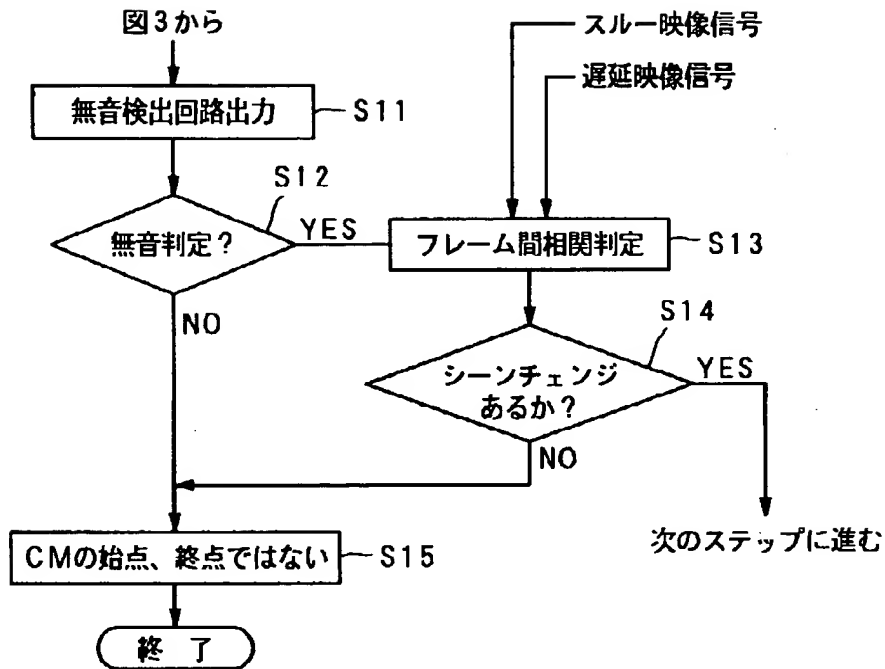 図3から
スルー映像信号
遅延映像信号
無音検出回路出力
S11
S12
無音判定?
YES
フレーム間相関判定
S13
NO
S14
シーンチェンジ
あるか?
YES
NO
CMの始点、終点ではない
S15
次のステップに進む
終 了